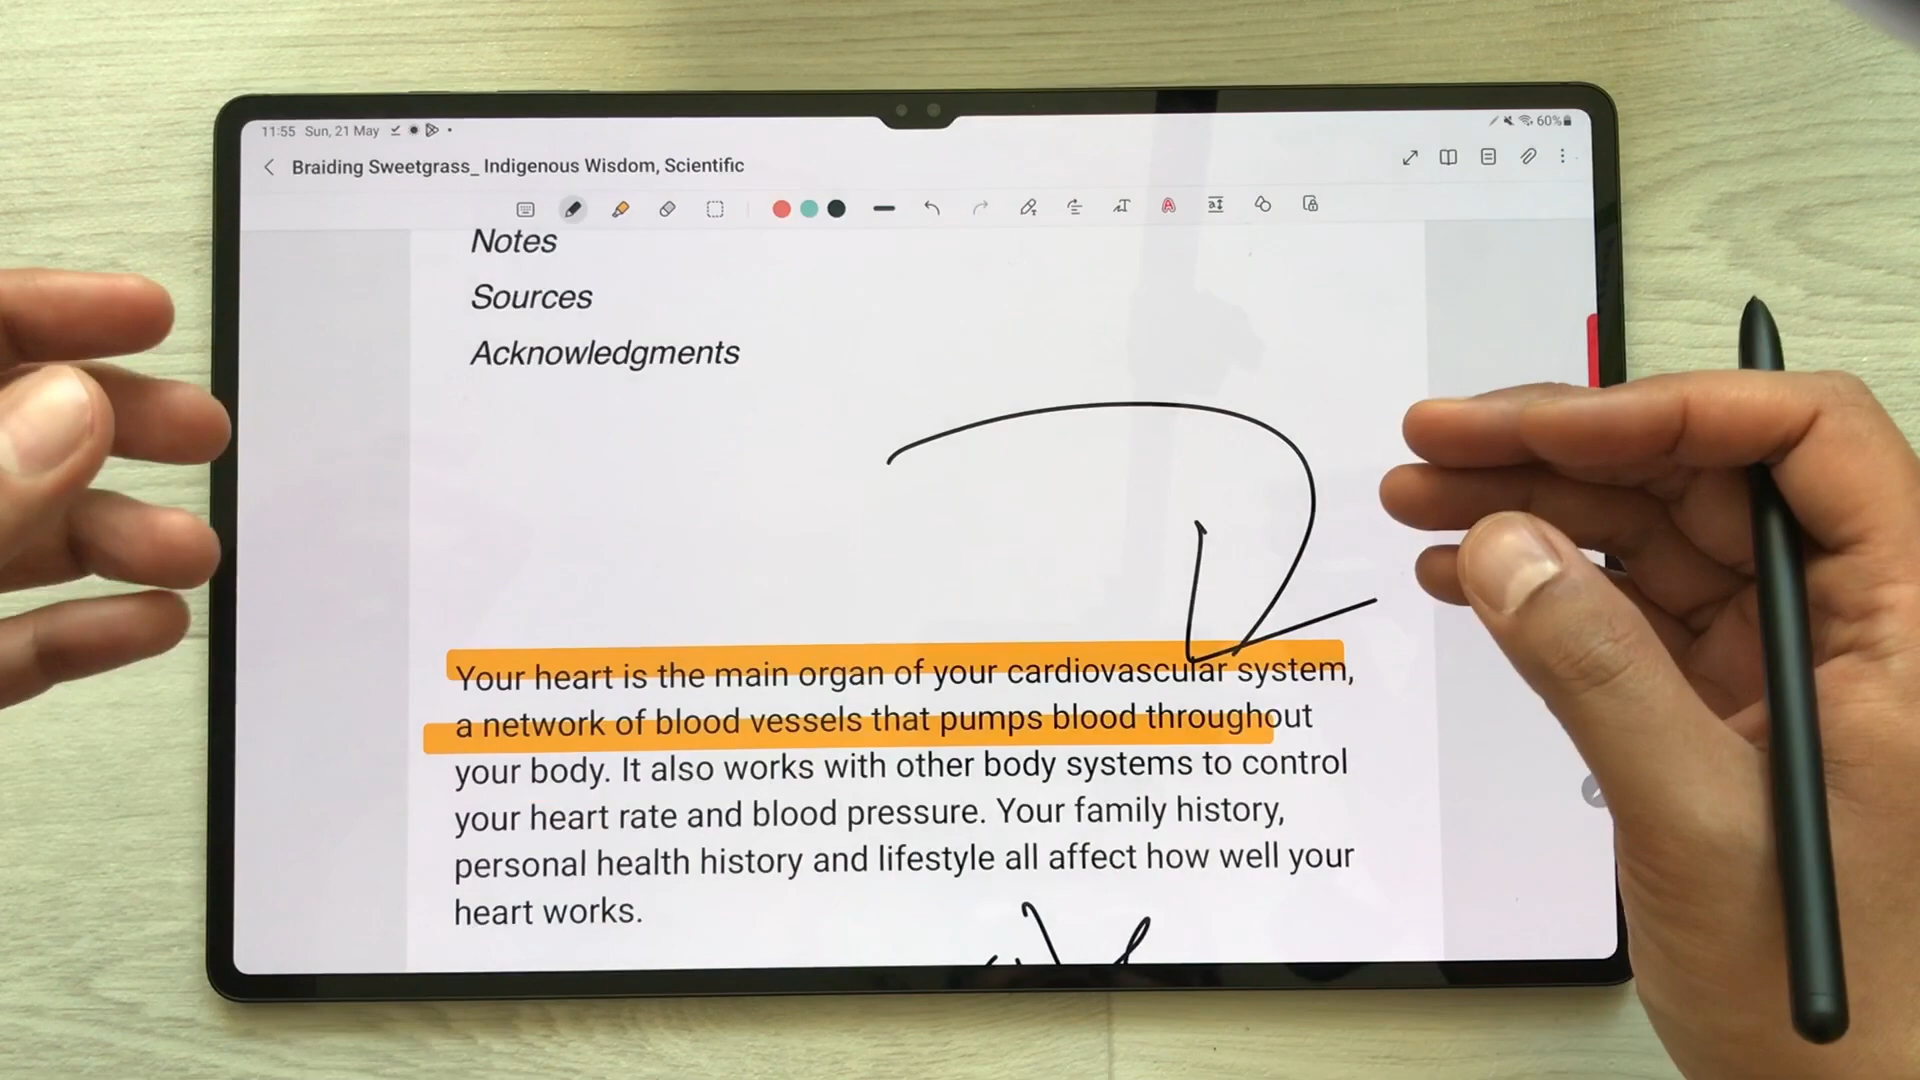 11:55 Sun, 21 May
60%
Braiding Sweetgrass_ Indigenous Wisdom, Scientific
Notes
Sources
Acknowledgments
Your heart is the main organ of your cardiovascular system,
a network of blood vessels that pumps blood throughout
your body. It also works with other body systems to control
your heart rate and blood pressure. Your family history,
personal health history and lifestyle all affect how well your
heart works.